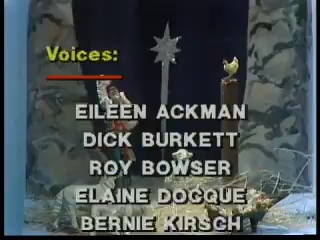 Voices:
EILEEN ACKMAN
DICK BURKETT
ROY BOWSER
ELAINE DOCQUE
BERNIE KIRSCH